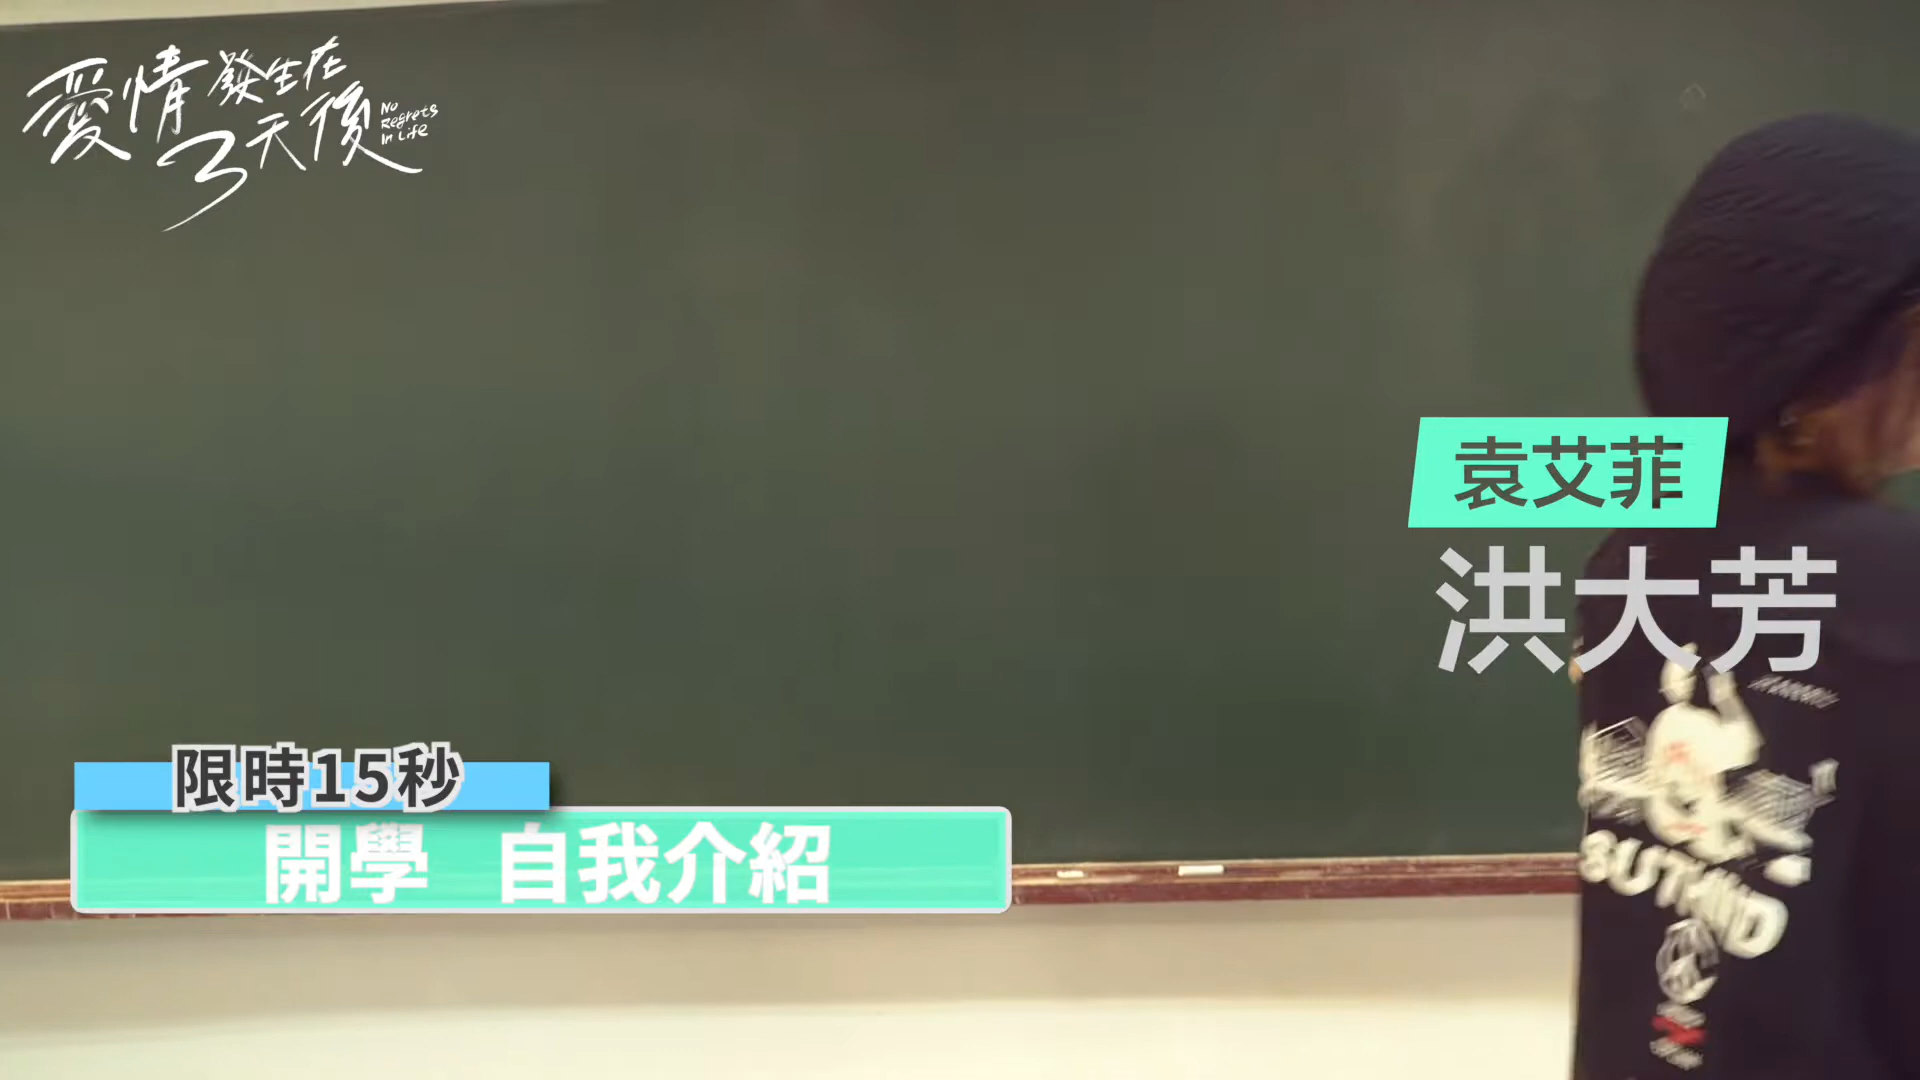 愛情發生在
3天後
No
Regrets
In Life
袁艾菲
洪大芳
限時15秒
開學 自我介紹